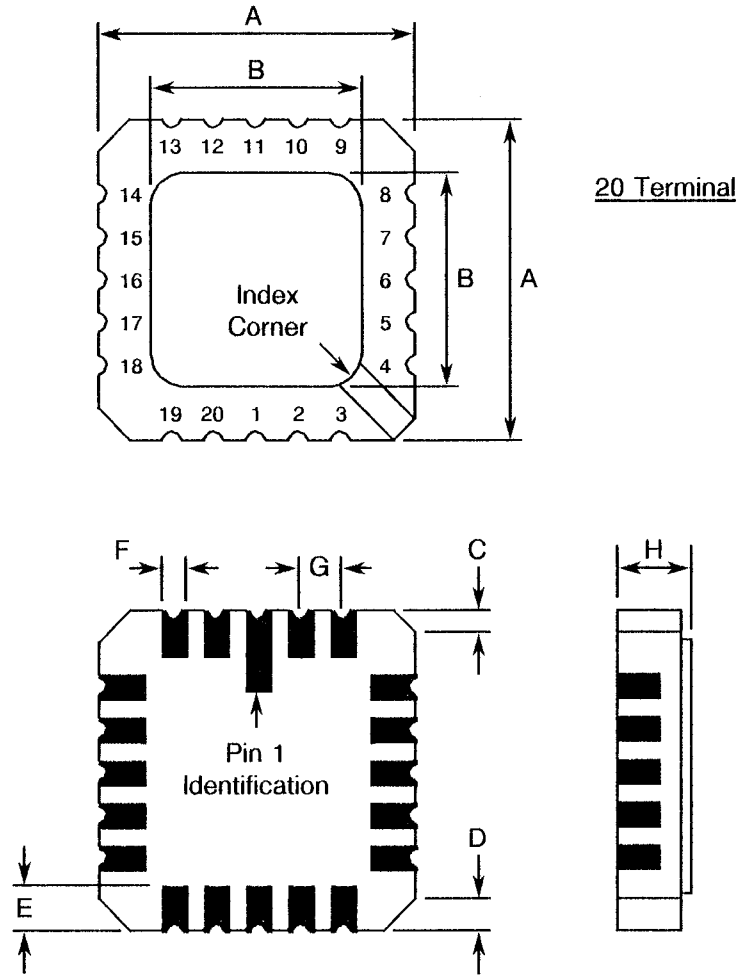 A
B
13 12 11 10 9
20 Terminal
14 8
15 7
16 6
B A
Index
Corner
17 5
18 4
19 20 1 2 3
F G C H
Pin 1
Identification
D
E